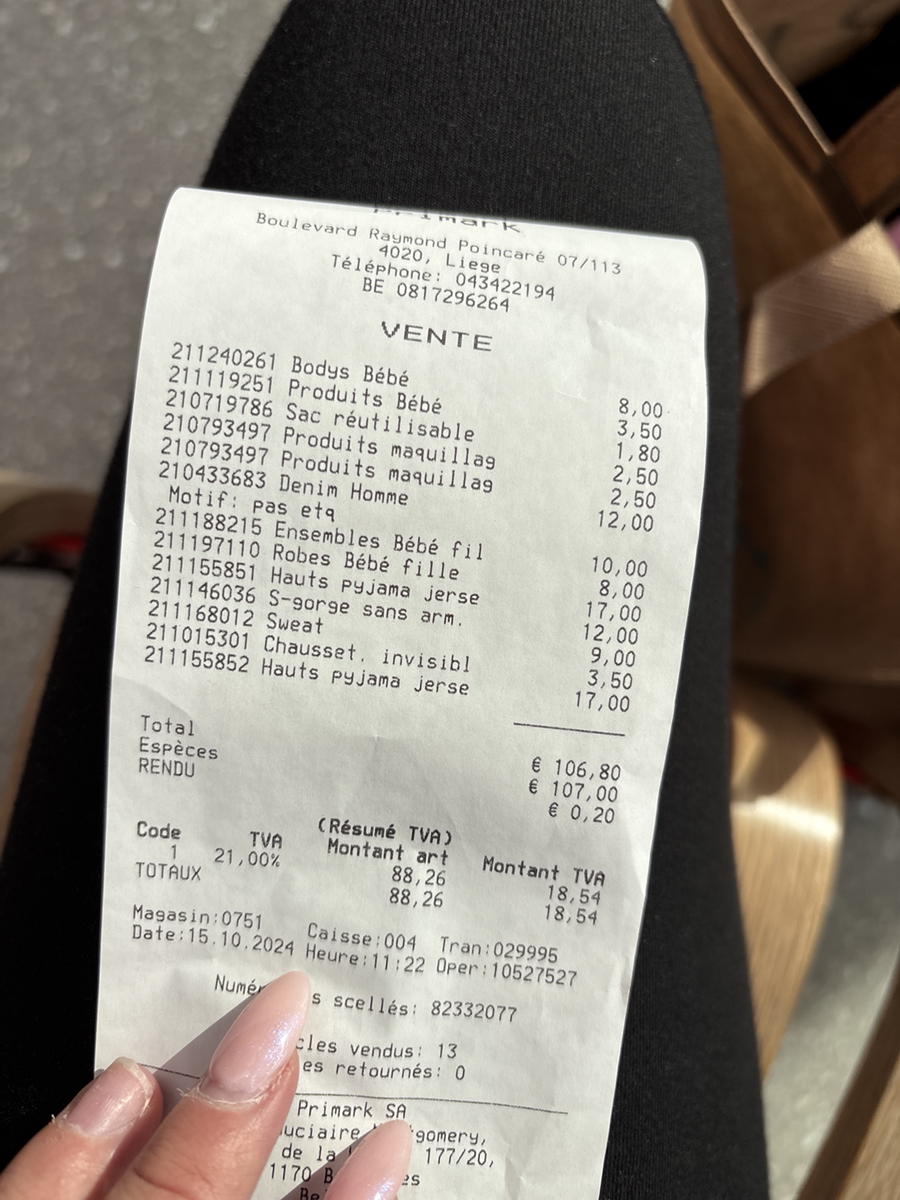 Primark
Boulevard Raymond Poincaré 07/113
4020, Liege
Téléphone: 043422194
BE 0817296264
VENTE
211240261 Bodys Bébé 8,00
211119251 Produits Bébé 3,50
210719786 Sac réutilisable 1,80
210793497 Produits maquillag 2,50
210793497 Produits maquillag 2,50
210433683 Denim Homme 12,00
Motif: pas etq
211188215 Ensembles Bébé fil 10,00
211197110 Robes Bébé fille 8,00
211155851 Hauts pyjama jerse 17,00
211146036 S-gorge sans arm. 12,00
211168012 Sweat 9,00
211015301 Chausset. invisibl 3,50
211155852 Hauts pyjama jerse 17,00
Total € 106,80
Espèces € 107,00
RENDU € 0,20
(Résumé TVA)
Code TVA Montant art Montant TVA
1 21,00% 88,26 18,54
TOTAUX 88,26 18,54
Magasin:0751 Caisse:004 Tran:029995
Date:15.10.2024 Heure:11:22 Oper:10527527
scellés: 82332077
vendus: 13
retournés: 0
Primark SA
de la 177/20,
1170